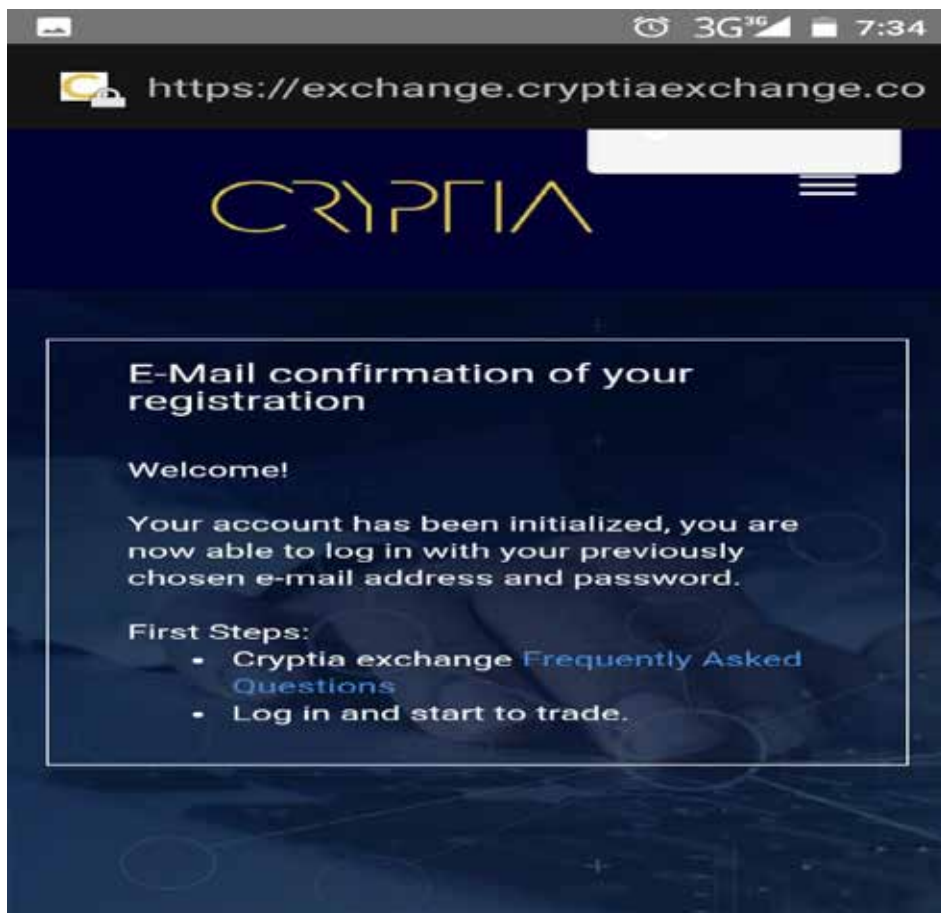 3G 3G 7:34
https://exchange.cryptiaexchange.co
CRYPTIA
E-Mail confirmation of your
registration
Welcome!
Your account has been initialized, you are
now able to log in with your previously
chosen e-mail address and password.
First Steps:
• Cryptia exchange Frequently Asked
Questions
• Log in and start to trade.